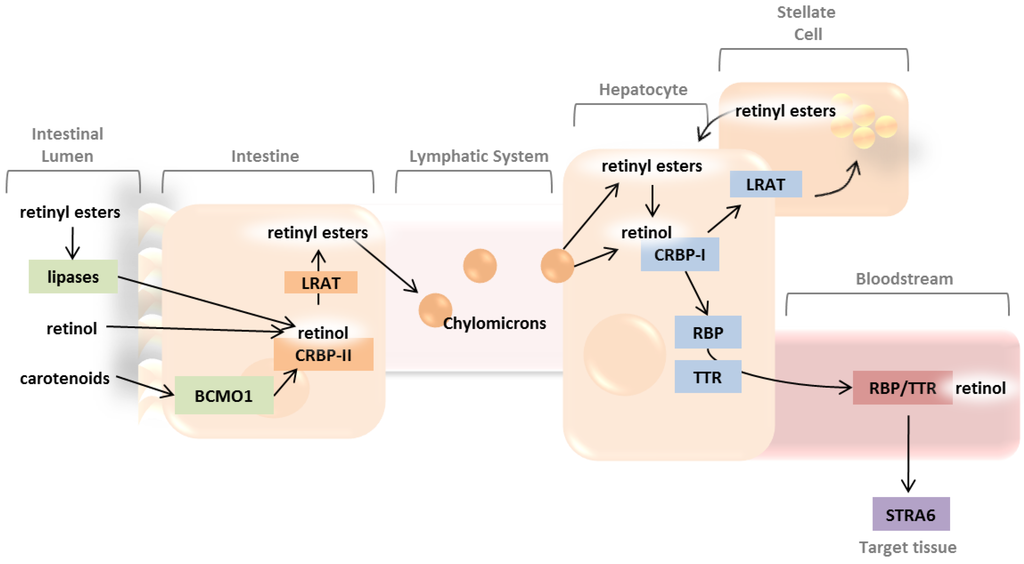 Stellate
Cell
Hepatocyte
Intestinal
Lumen
Intestine
Lymphatic System
Bloodstream
retinyl esters
lipases
retinol
carotenoids
BCMO1
retinyl esters
LRAT
retinol
CRBP-II
Chylomicrons
retinyl esters
retinol
CRBP-I
LRAT
retinyl esters
RBP
TTR
RBP/TTR retinol
STRA6
Target tissue